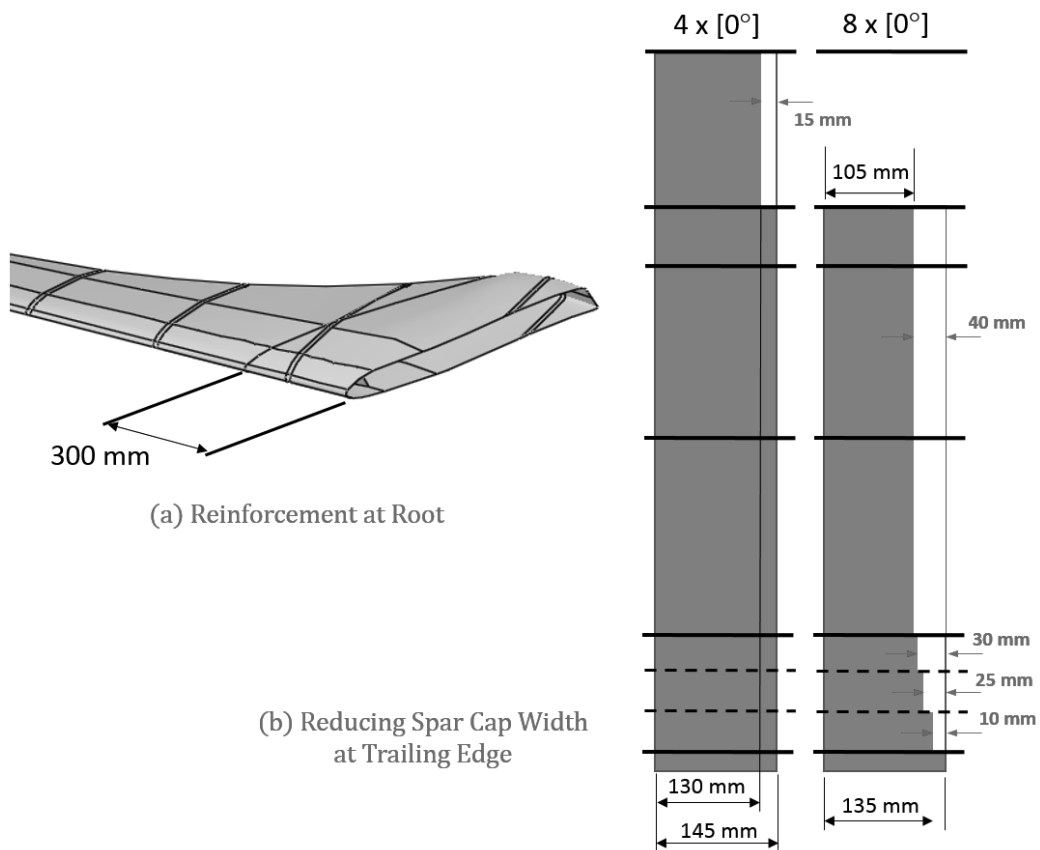 4 x [0°]
8 x [0°]
15 mm
105 mm
40 mm
300 mm
(a) Reinforcement at Root
30 mm
25 mm
10 mm
(b) Reducing Spar Cap Width
at Trailing Edge
130 mm
135 mm
145 mm